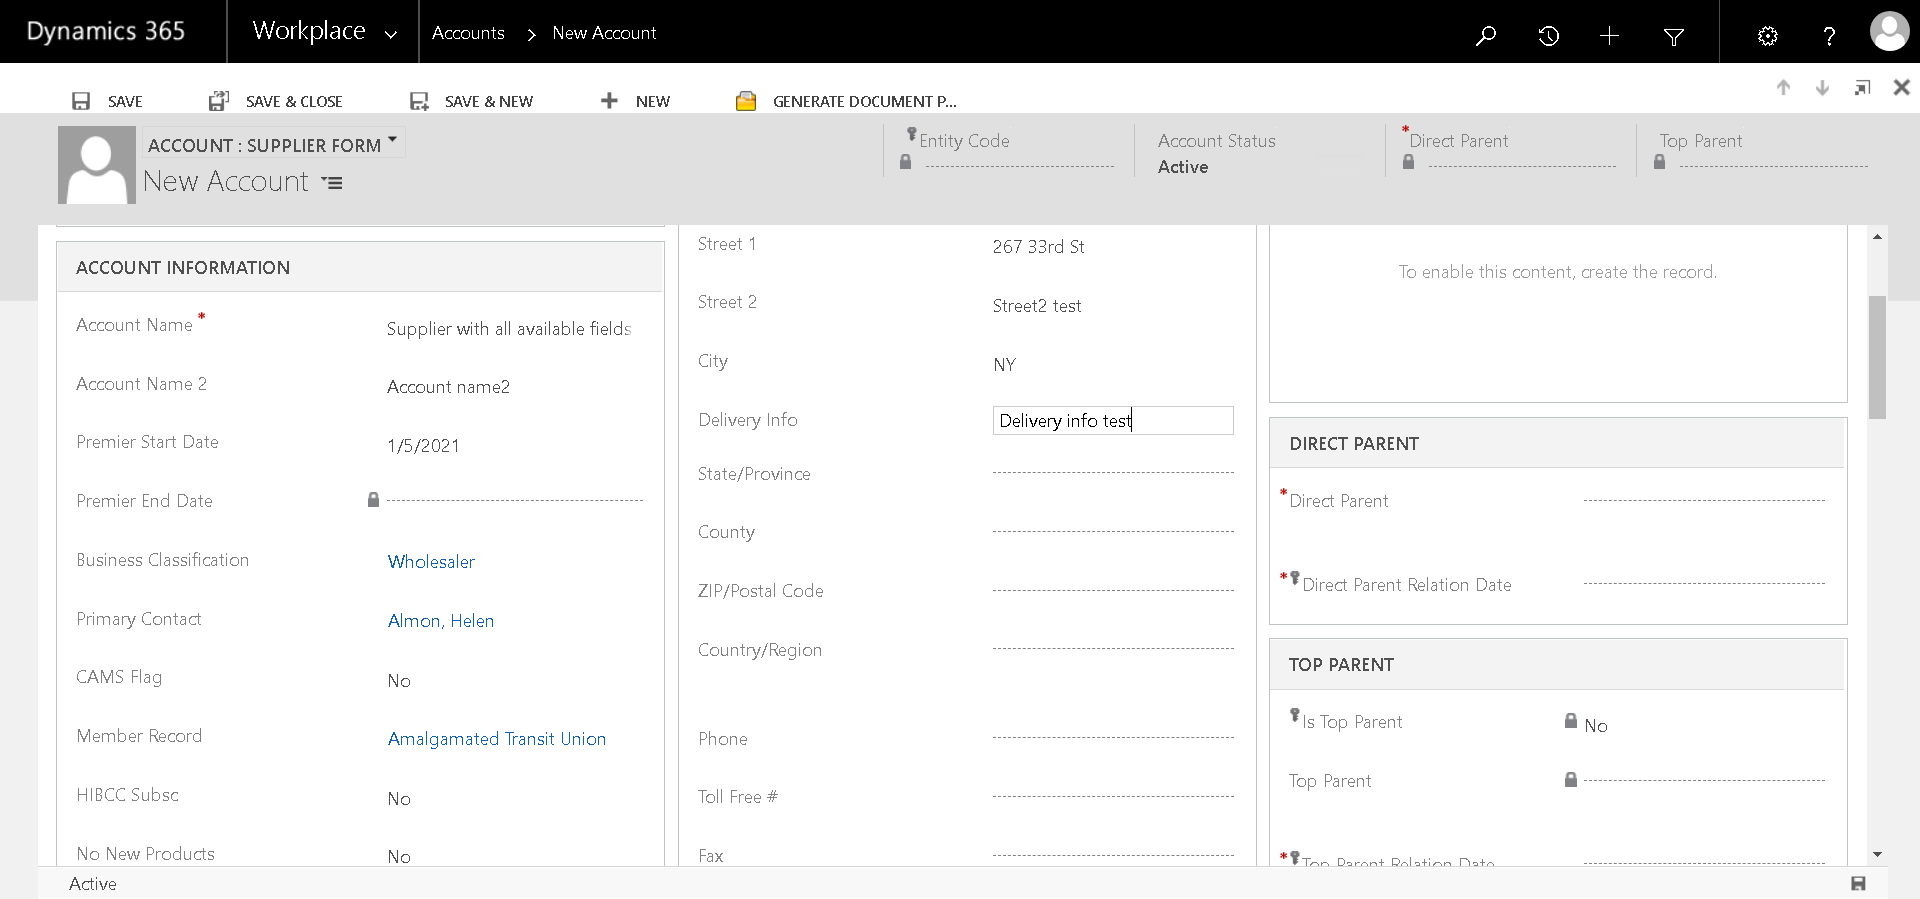 Dynamics 365
Workplace
Accounts > New Account
?
SAVE
SAVE & CLOSE
SAVE & NEW
NEW
GENERATE DOCUMENT P...
ACCOUNT : SUPPLIER FORM
New Account
Entity Code
Account Status
Active
*Direct Parent
Top Parent
ACCOUNT INFORMATION
Account Name *
Supplier with all available fields
Account Name 2
Account name2
Premier Start Date
1/5/2021
Premier End Date
Business Classification
Wholesaler
Primary Contact
Almon, Helen
CAMS Flag
No
Member Record
Amalgamated Transit Union
HIBCC Subsc
No
No New Products
No
Street 1
267 33rd St
Street 2
Street2 test
City
NY
Delivery Info
Delivery info test
State/Province
County
ZIP/Postal Code
Country/Region
Phone
Toll Free #
Fax
To enable this content, create the record.
DIRECT PARENT
*Direct Parent
*Direct Parent Relation Date
TOP PARENT
Is Top Parent
No
Top Parent
*Top Parent Relation Date
Active